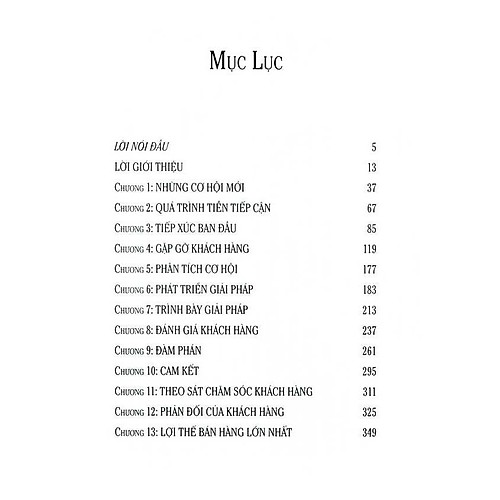 MỤC LỤC
LỜI NÓI ĐẦU 5
LỜI GIỚI THIỆU 13
CHƯƠNG 1: NHỮNG CƠ HỘI MỚI 37
CHƯƠNG 2: QUÁ TRÌNH TIỀN TIẾP CẬN 67
CHƯƠNG 3: TIẾP XÚC BAN ĐẦU 85
CHƯƠNG 4: GẶP GỠ KHÁCH HÀNG 119
CHƯƠNG 5: PHÂN TÍCH CƠ HỘI 177
CHƯƠNG 6: PHÁT TRIỂN GIẢI PHÁP 183
CHƯƠNG 7: TRÌNH BÀY GIẢI PHÁP 213
CHƯƠNG 8: ĐÁNH GIÁ KHÁCH HÀNG 237
CHƯƠNG 9: ĐÀM PHÁN 261
CHƯƠNG 10: CAM KẾT 295
CHƯƠNG 11: THEO SÁT CHĂM SÓC KHÁCH HÀNG 311
CHƯƠNG 12: PHẢN ĐỐI CỦA KHÁCH HÀNG 325
CHƯƠNG 13: LỢI THẾ BÁN HÀNG LỚN NHẤT 349